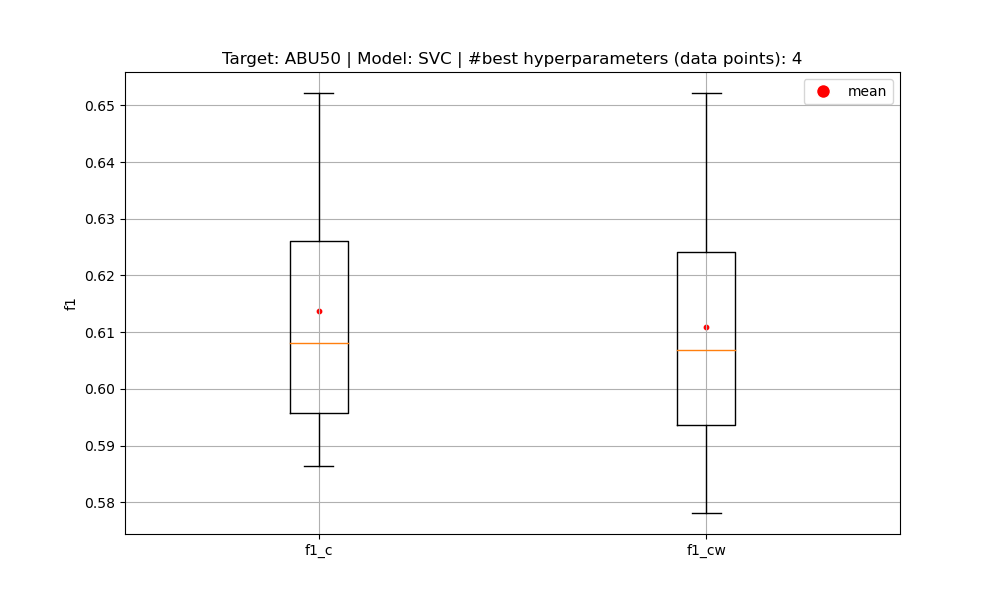 Target: ABU50 | Model: SVC | #best hyperparameters (data points): 4
mean
0.65
0.64
0.63
0.62
0.61
0.60
0.59
0.58
f1
f1_c
f1_cw